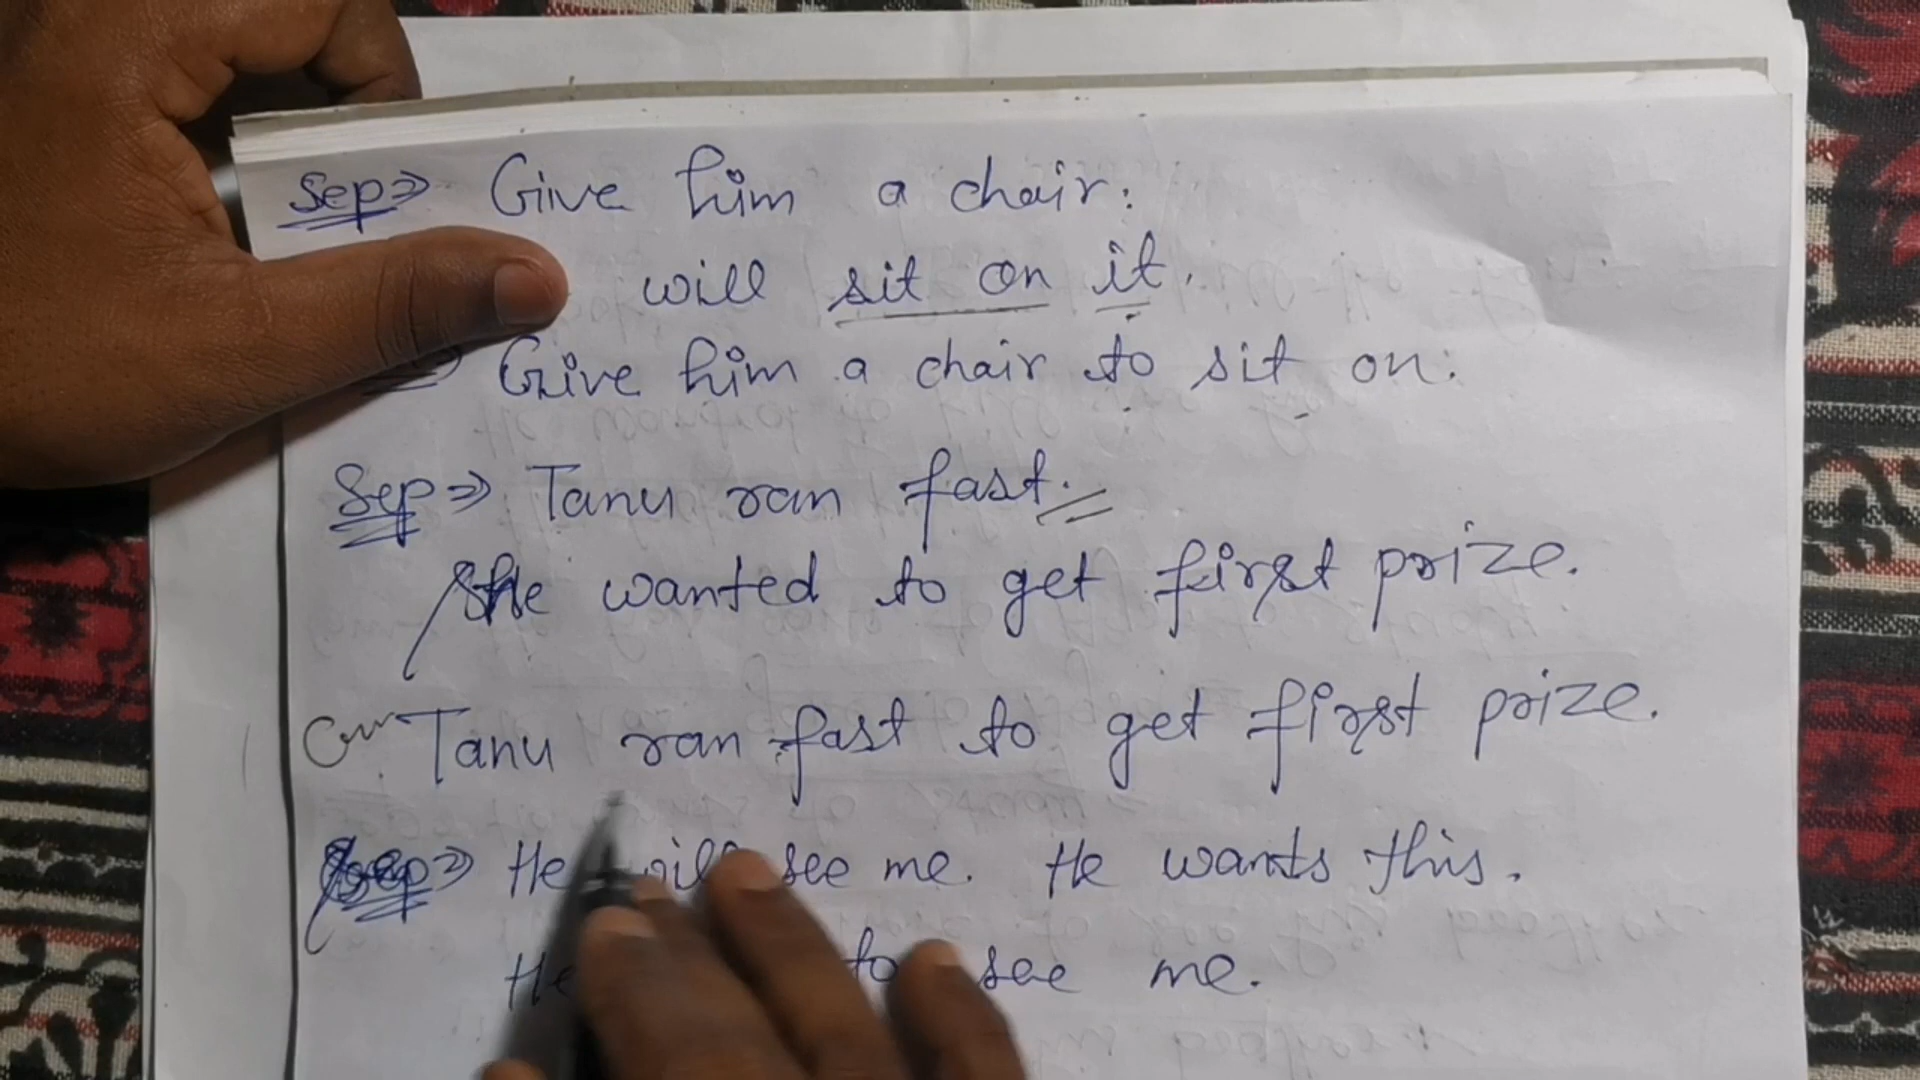 Sep⇒ Give him a chair.
will sit on it.
Give him a chair to sit on.
Sep⇒ Tanu ran fast.
She wanted to get first prize.
Tanu ran fast to get first prize.
Sep⇒ He will see me. He wants this.
He to see me.